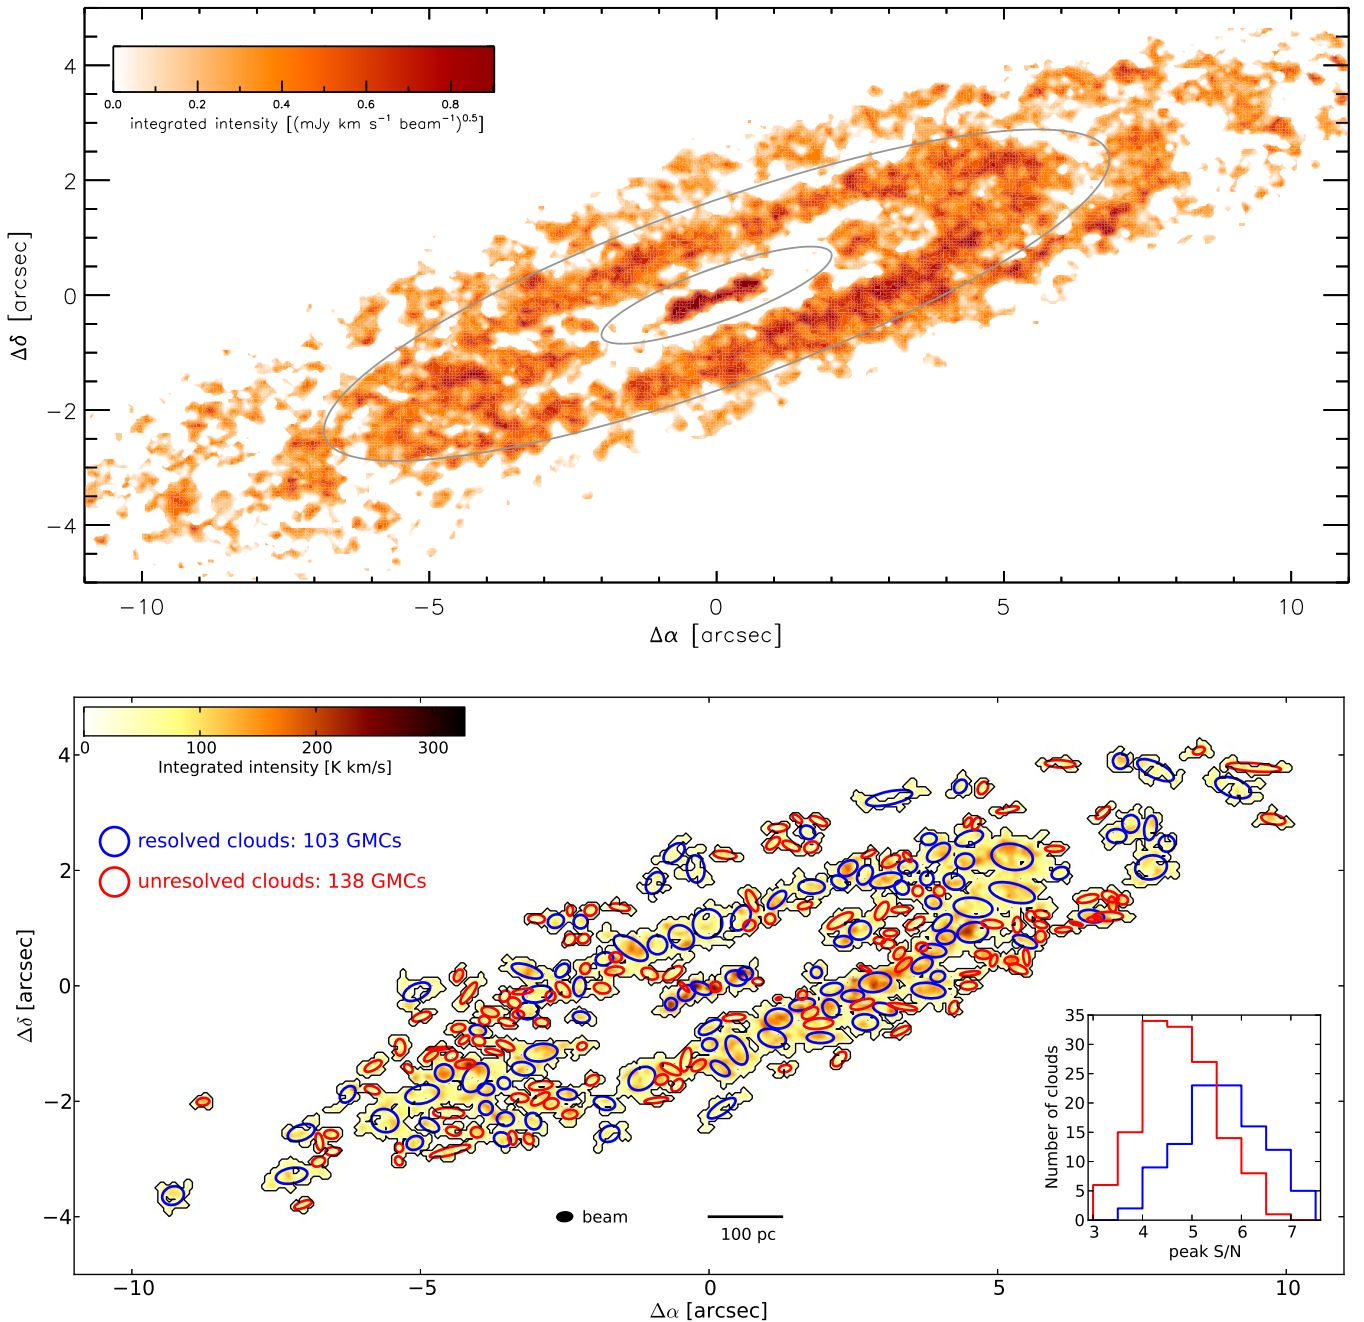 4
2
0
−2
−4
Δδ [arcsec]
0.0 0.2 0.4 0.6 0.8
integrated intensity [(mJy km s⁻¹ beam⁻¹)⁰·⁵]
−10 −5 0 5 10
Δα [arcsec]
4
2
0
−2
−4
Δδ [arcsec]
0 100 200 300
Integrated intensity [K km/s]
resolved clouds: 103 GMCs
unresolved clouds: 138 GMCs
beam
100 pc
35
30
25
20
15
10
5
0
Number of clouds
3 4 5 6 7
peak S/N
−10 −5 0 5 10
Δα [arcsec]